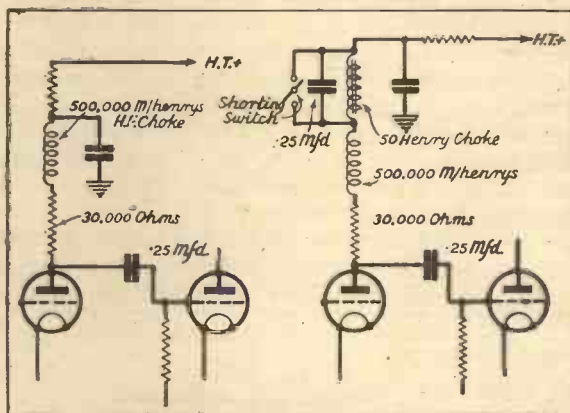 H.T.+
500,000 M/henrys
H.F. Choke
30,000 Ohms
.25 Mfd
H.T.+
Shorting
Switch
.25 Mfd
50 Henry Choke
500,000 M/henrys
30,000 Ohms
.25 Mfd